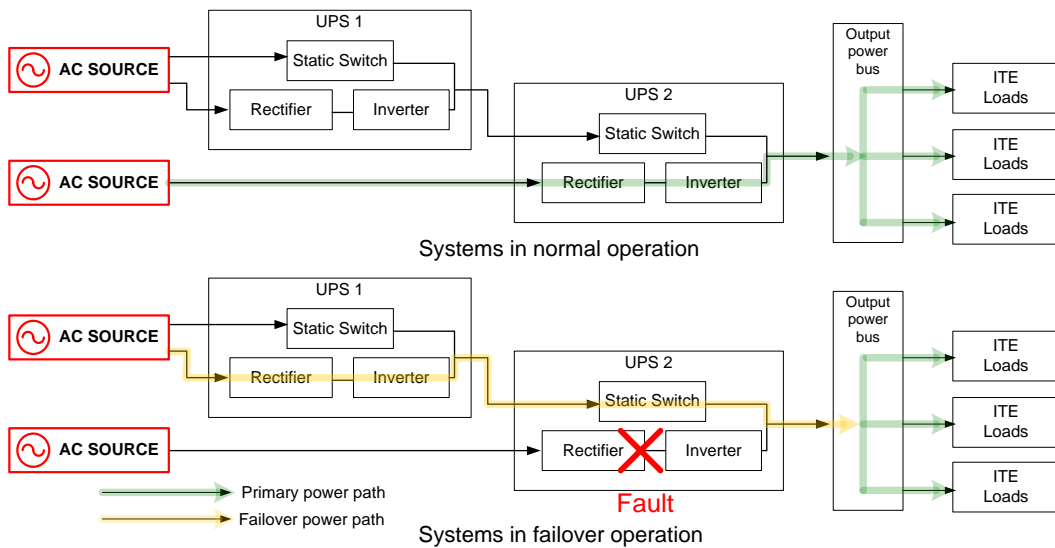 UPS 1
Static Switch
AC SOURCE
Rectifier
Inverter
UPS 2
Static Switch
AC SOURCE
Rectifier
Inverter
Output
power
bus
ITE
Loads
ITE
Loads
ITE
Loads
Systems in normal operation
UPS 1
Static Switch
AC SOURCE
Rectifier
Inverter
UPS 2
Static Switch
AC SOURCE
Rectifier
Inverter
Fault
Output
power
bus
ITE
Loads
ITE
Loads
ITE
Loads
Primary power path
Failover power path
Systems in failover operation